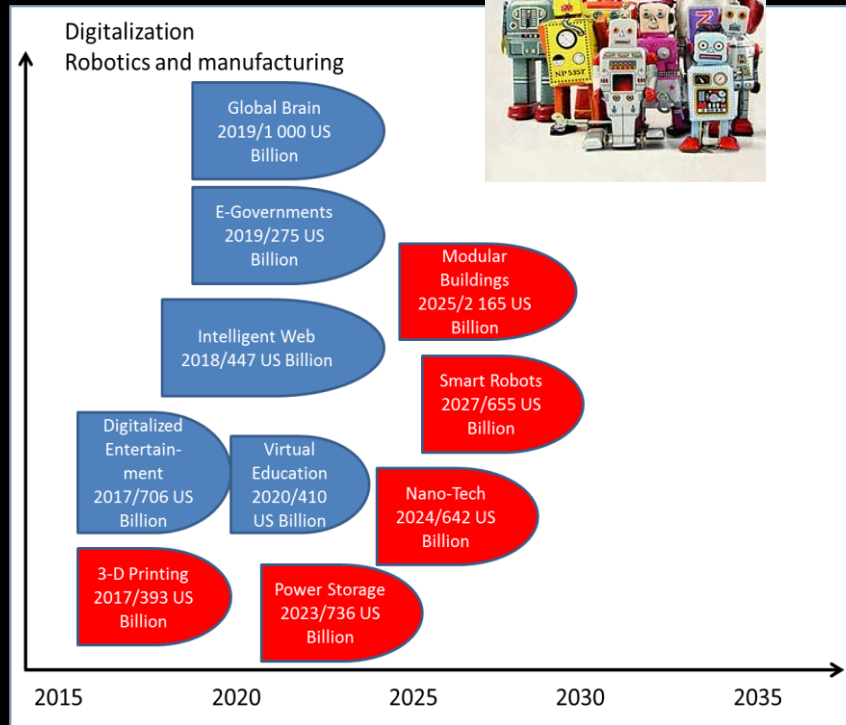 Digitalization
Robotics and manufacturing
NP 5357
N
Global Brain
2019/1 000 US
Billion
E-Governments
2019/275 US
Billion
Modular
Buildings
2025/2 165 US
Billion
Intelligent Web
2018/447 US Billion
Smart Robots
2027/655 US
Billion
Digitalized
Entertain-
ment
2017/706 US
Billion
Virtual
Education
2020/410
US Billion
Nano-Tech
2024/642 US
Billion
3-D Printing
2017/393 US
Billion
Power Storage
2023/736 US
Billion
2015 2020 2025 2030 2035